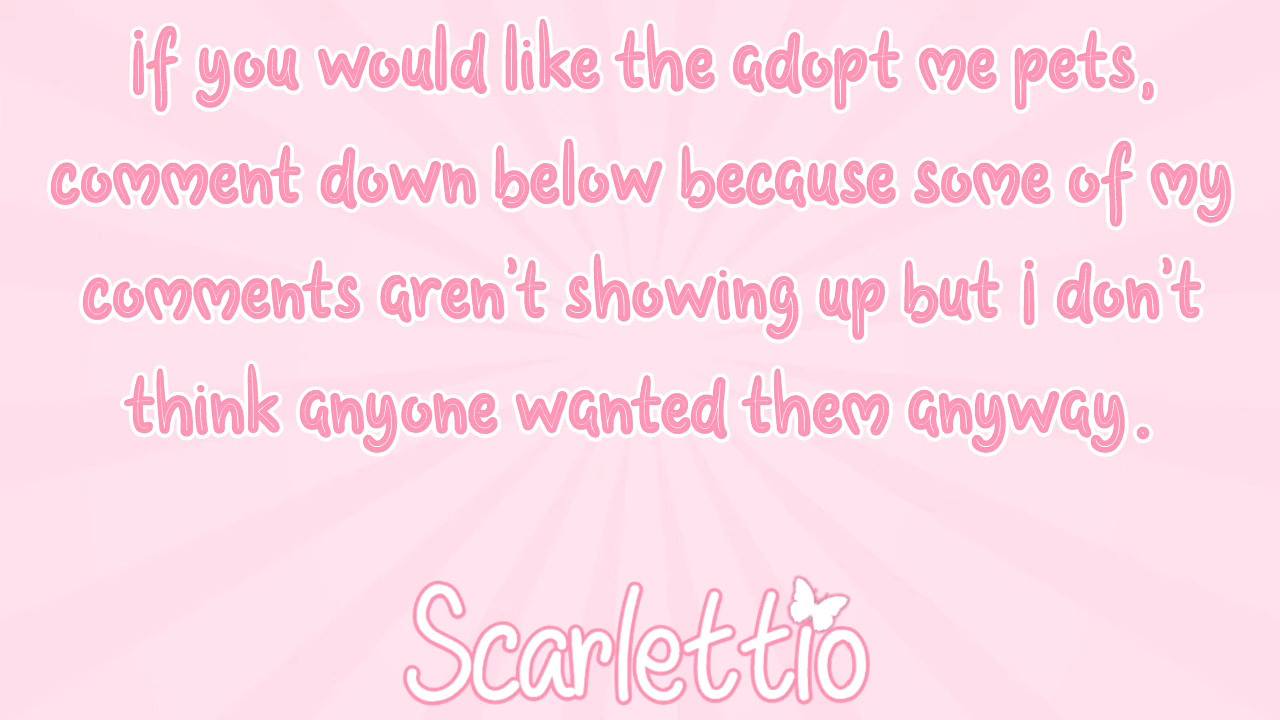 if you would like the adopt me pets,
comment down below because some of my
comments aren't showing up but i don't
think anyone wanted them anyway.
Scarlettio